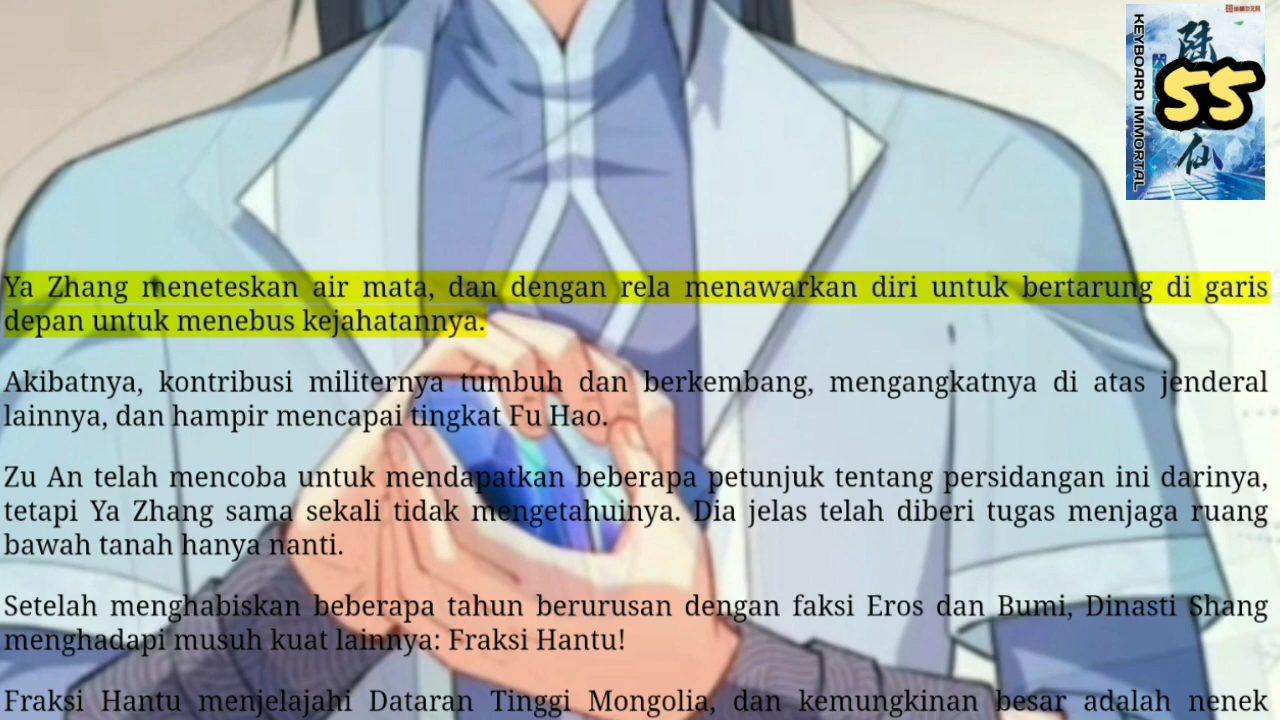 陆
KEYBOARD IMMORTAL
55
仙
Ya Zhang meneteskan air mata, dan dengan rela menawarkan diri untuk bertarung di garis
depan untuk menebus kejahatannya.
Akibatnya, kontribusi militernya tumbuh dan berkembang, mengangkatnya di atas jenderal
lainnya, dan hampir mencapai tingkat Fu Hao.
Zu An telah mencoba untuk mendapatkan beberapa petunjuk tentang persidangan ini darinya,
tetapi Ya Zhang sama sekali tidak mengetahuinya. Dia jelas telah diberi tugas menjaga ruang
bawah tanah hanya nanti.
Setelah menghabiskan beberapa tahun berurusan dengan faksi Eros dan Bumi, Dinasti Shang
menghadapi musuh kuat lainnya: Fraksi Hantu!
Fraksi Hantu menjelajahi Dataran Tinggi Mongolia, dan kemungkinan besar adalah nenek